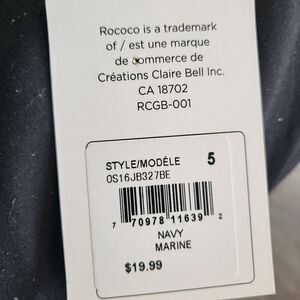 Rococo is a trademark
of / est une marque
de commerce de
Créations Claire Bell Inc.
CA 18702
RCGB-001
STYLE/MODÉLE 5
0S16JB327BE
7 70978 11639 2
NAVY
MARINE
$19.99